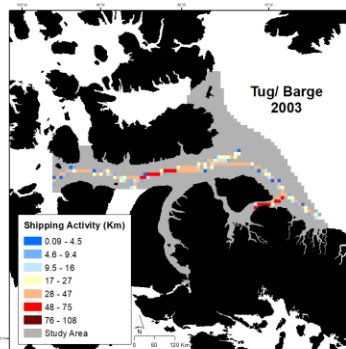 Tug/ Barge
2003
Shipping Activity (Km)
0.09 - 4.5
4.6 - 9.4
9.5 - 16
17 - 27
28 - 47
48 - 75
76 - 108
Study Area
N
0 30 60 120 Km